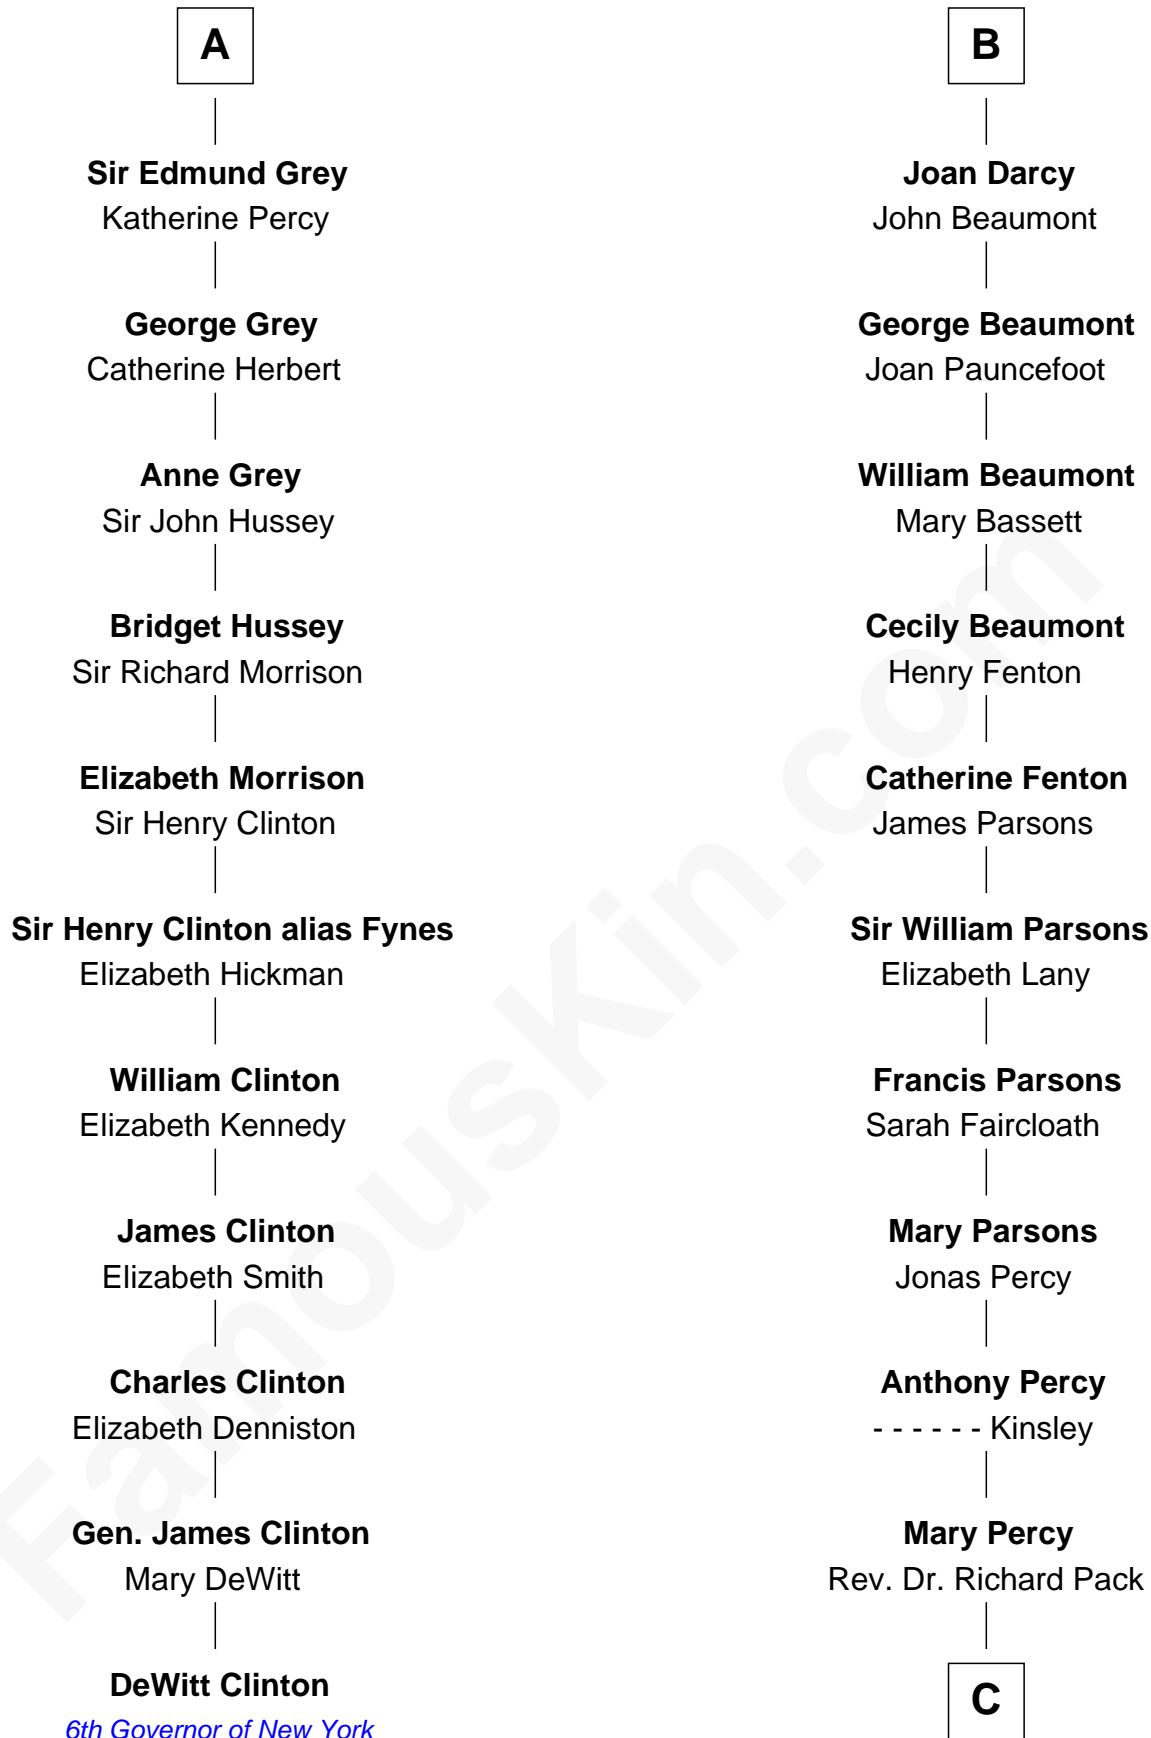 A
Sir Edmund Grey
Katherine Percy
George Grey
Catherine Herbert
Anne Grey
Sir John Hussey
Bridget Hussey
Sir Richard Morrison
Elizabeth Morrison
Sir Henry Clinton
Sir Henry Clinton alias Fynes
Elizabeth Hickman
William Clinton
Elizabeth Kennedy
James Clinton
Elizabeth Smith
Charles Clinton
Elizabeth Denniston
Gen. James Clinton
Mary DeWitt
DeWitt Clinton
6th Governor of New York
B
Joan Darcy
John Beaumont
George Beaumont
Joan Pauncefoot
William Beaumont
Mary Bassett
Cecily Beaumont
Henry Fenton
Catherine Fenton
James Parsons
Sir William Parsons
Elizabeth Lany
Francis Parsons
Sarah Faircloath
Mary Parsons
Jonas Percy
Anthony Percy
- - - - - - Kinsley
Mary Percy
Rev. Dr. Richard Pack
C
FamousKin.com